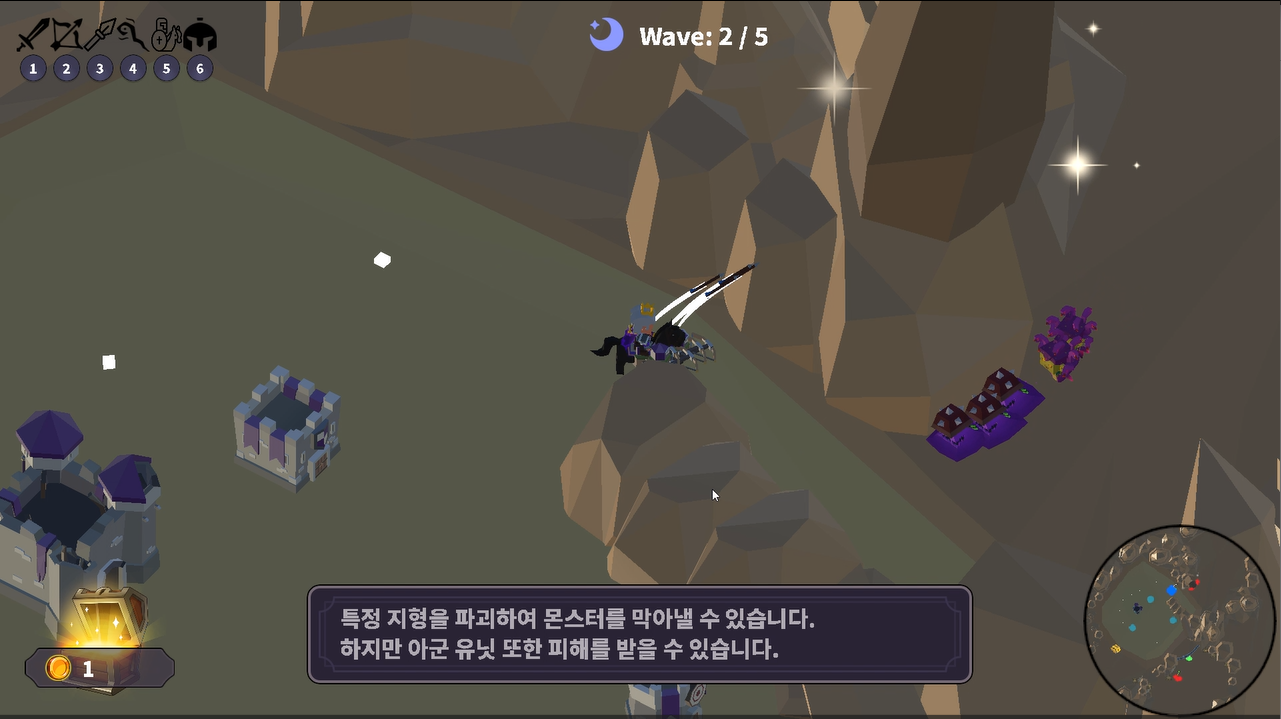 Wave: 2 / 5
1 2 3 4 5 6
특정 지형을 파괴하여 몬스터를 막아낼 수 있습니다.
하지만 아군 유닛 또한 피해를 받을 수 있습니다.
1